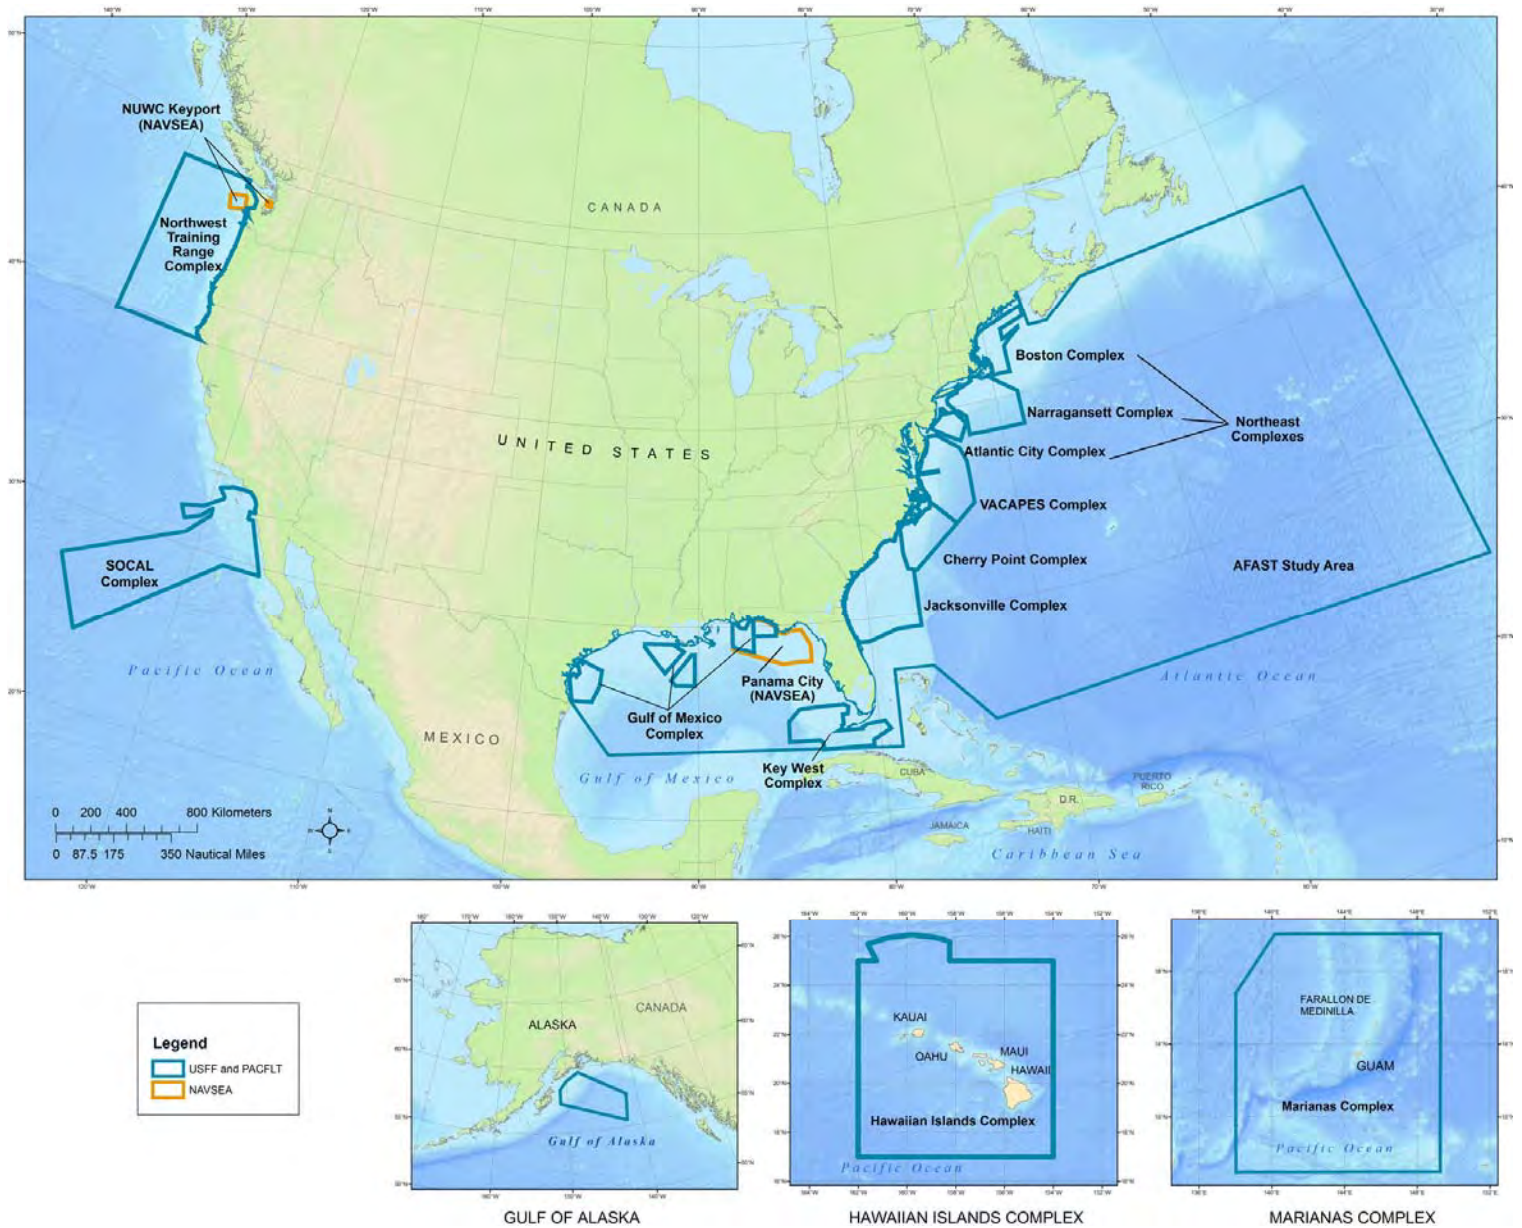 NUWC Keyport
(NAVSEA)
Northwest
Training
Range
Complex
CANADA
UNITED STATES
Boston Complex
Narragansett Complex
Northeast
Complexes
Atlantic City Complex
VACAPES Complex
Cherry Point Complex
AFAST Study Area
Jacksonville Complex
SOCAL
Complex
Pacific Ocean
Atlantic Ocean
Panama City
(NAVSEA)
Gulf of Mexico
Complex
MEXICO
Gulf of Mexico
Key West
Complex
CUBA
PUERTO
RICO
D.R.
HAITI
JAMAICA
Caribbean Sea
0 200 400 800 Kilometers
0 87.5 175 350 Nautical Miles
N
Legend
USFF and PACFLT
NAVSEA
ALASKA
CANADA
Gulf of Alaska
GULF OF ALASKA
KAUAI
OAHU
MAUI
HAWAII
Hawaiian Islands Complex
Pacific Ocean
HAWAIIAN ISLANDS COMPLEX
FARALLON DE
MEDINILLA
GUAM
Marianas Complex
Pacific Ocean
MARIANAS COMPLEX